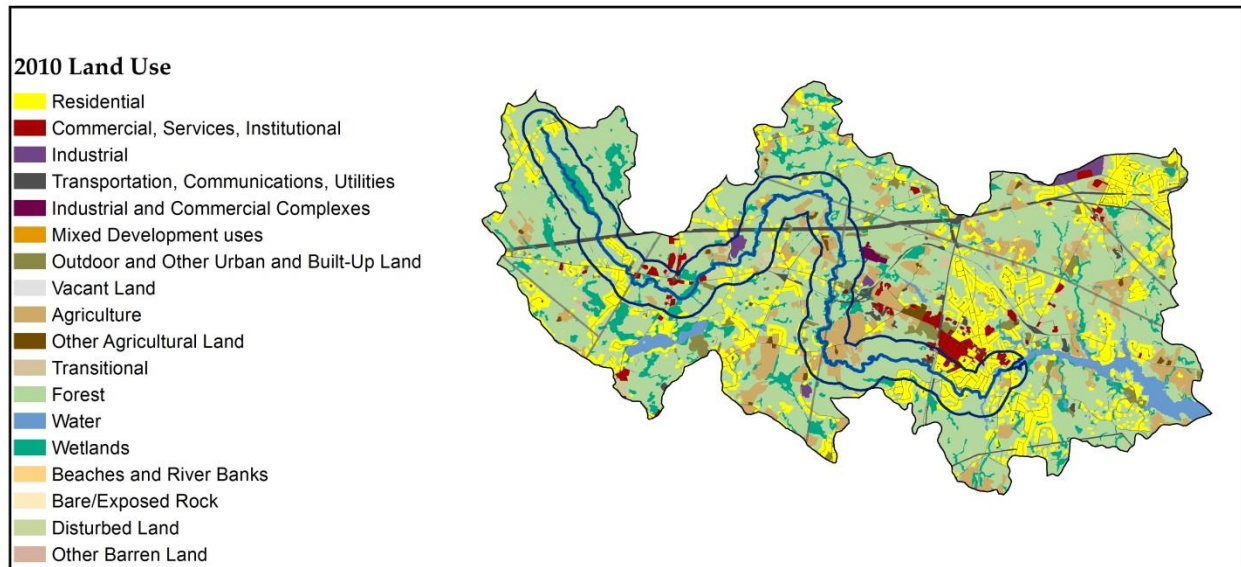 2010 Land Use
Residential
Commercial, Services, Institutional
Industrial
Transportation, Communications, Utilities
Industrial and Commercial Complexes
Mixed Development uses
Outdoor and Other Urban and Built-Up Land
Vacant Land
Agriculture
Other Agricultural Land
Transitional
Forest
Water
Wetlands
Beaches and River Banks
Bare/Exposed Rock
Disturbed Land
Other Barren Land